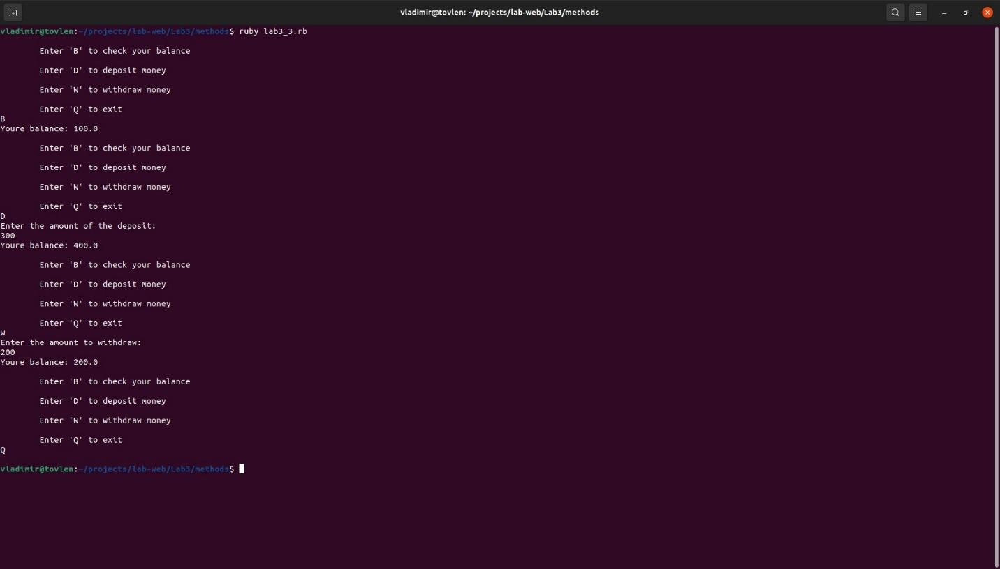 vladimir@tovlen: ~/projects/lab-web/Lab3/methods
vladimir@tovlen:~/projects/lab-web/Lab3/methods$ ruby lab3_3.rb
Enter 'B' to check your balance
Enter 'D' to deposit money
Enter 'W' to withdraw money
Enter 'Q' to exit
B
Youre balance: 100.0
Enter 'B' to check your balance
Enter 'D' to deposit money
Enter 'W' to withdraw money
Enter 'Q' to exit
D
Enter the amount of the deposit:
300
Youre balance: 400.0
Enter 'B' to check your balance
Enter 'D' to deposit money
Enter 'W' to withdraw money
Enter 'Q' to exit
W
Enter the amount to withdraw:
200
Youre balance: 200.0
Enter 'B' to check your balance
Enter 'D' to deposit money
Enter 'W' to withdraw money
Enter 'Q' to exit
Q
vladimir@tovlen:~/projects/lab-web/Lab3/methods$